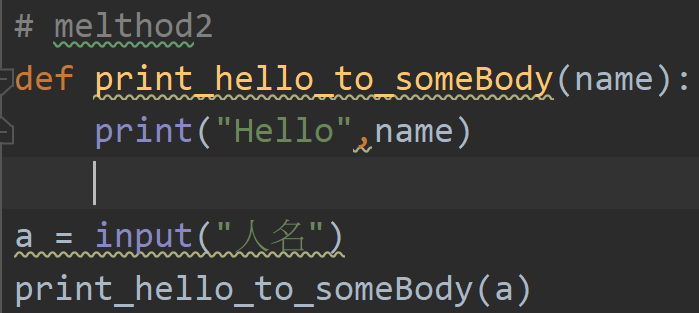 # melthod2
def print_hello_to_someBody(name):
    print("Hello",name)
a = input("人名")
print_hello_to_someBody(a)